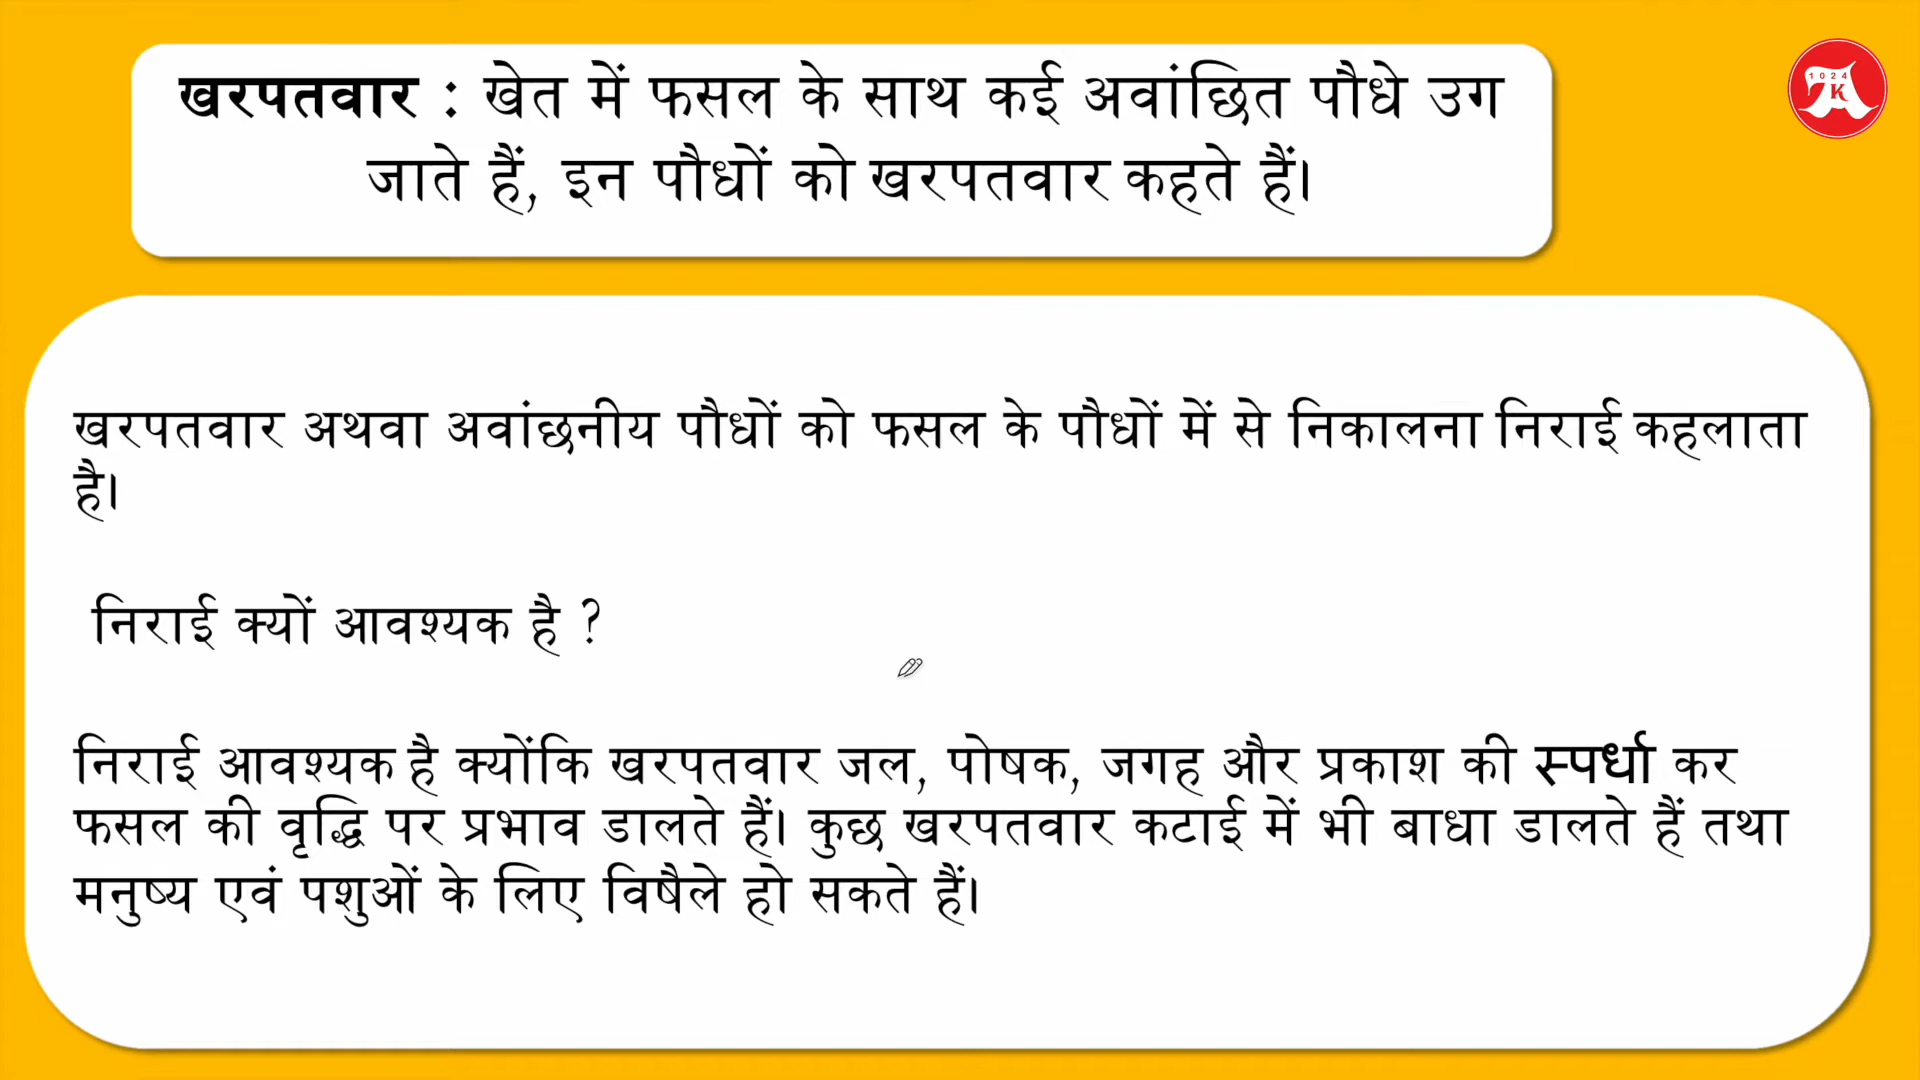 खरपतवार : खेत में फसल के साथ कई अवांछित पौधे उग
जाते हैं, इन पौधों को खरपतवार कहते हैं।
1024
K
खरपतवार अथवा अवांछनीय पौधों को फसल के पौधों में से निकालना निराई कहलाता
है।
निराई क्यों आवश्यक है ?
निराई आवश्यक है क्योंकि खरपतवार जल, पोषक, जगह और प्रकाश की स्पर्धा कर
फसल की वृद्धि पर प्रभाव डालते हैं। कुछ खरपतवार कटाई में भी बाधा डालते हैं तथा
मनुष्य एवं पशुओं के लिए विषैले हो सकते हैं।